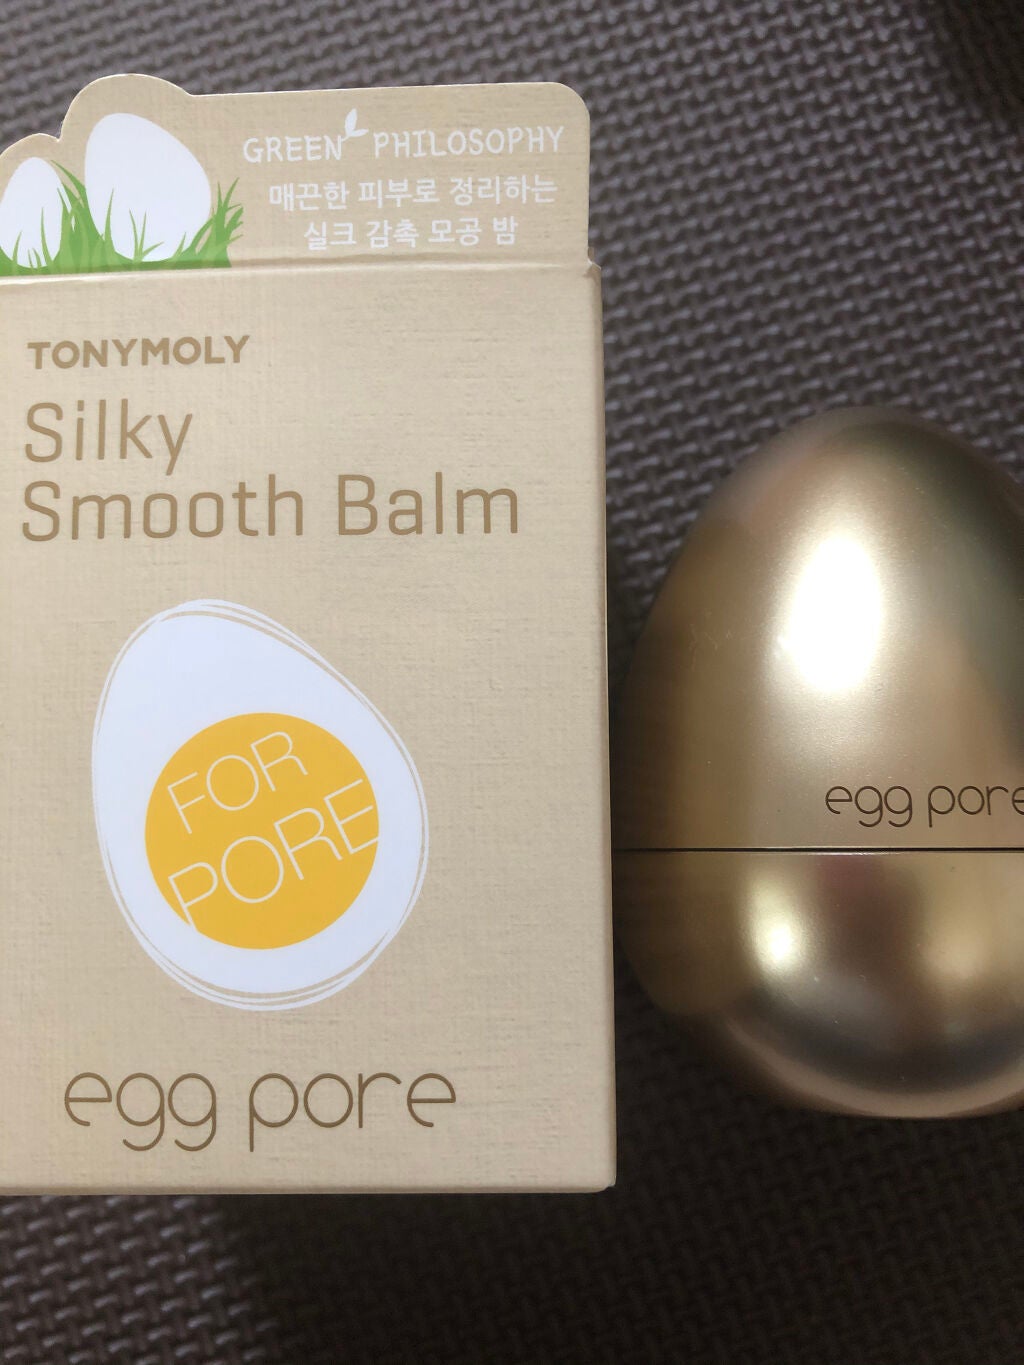 GREEN PHILOSOPHY
매끈한 피부로 정리하는
실크 감촉 모공 밤
TONYMOLY
Silky
Smooth Balm
FOR
PORE
egg pore
egg pore